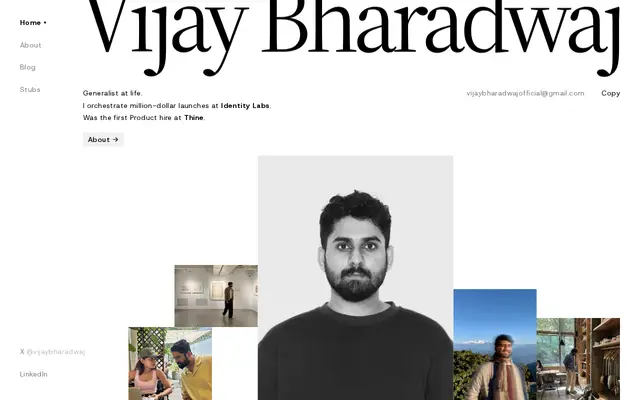 Vijay Bharadwaj
Home •
About
Blog
Stubs
Generalist at life.
I orchestrate million-dollar launches at Identity Labs.
Was the first Product hire at Thine.
About →
vijaybharadwajofficial@gmail.com
Copy
X @vijaybharadwaj
LinkedIn